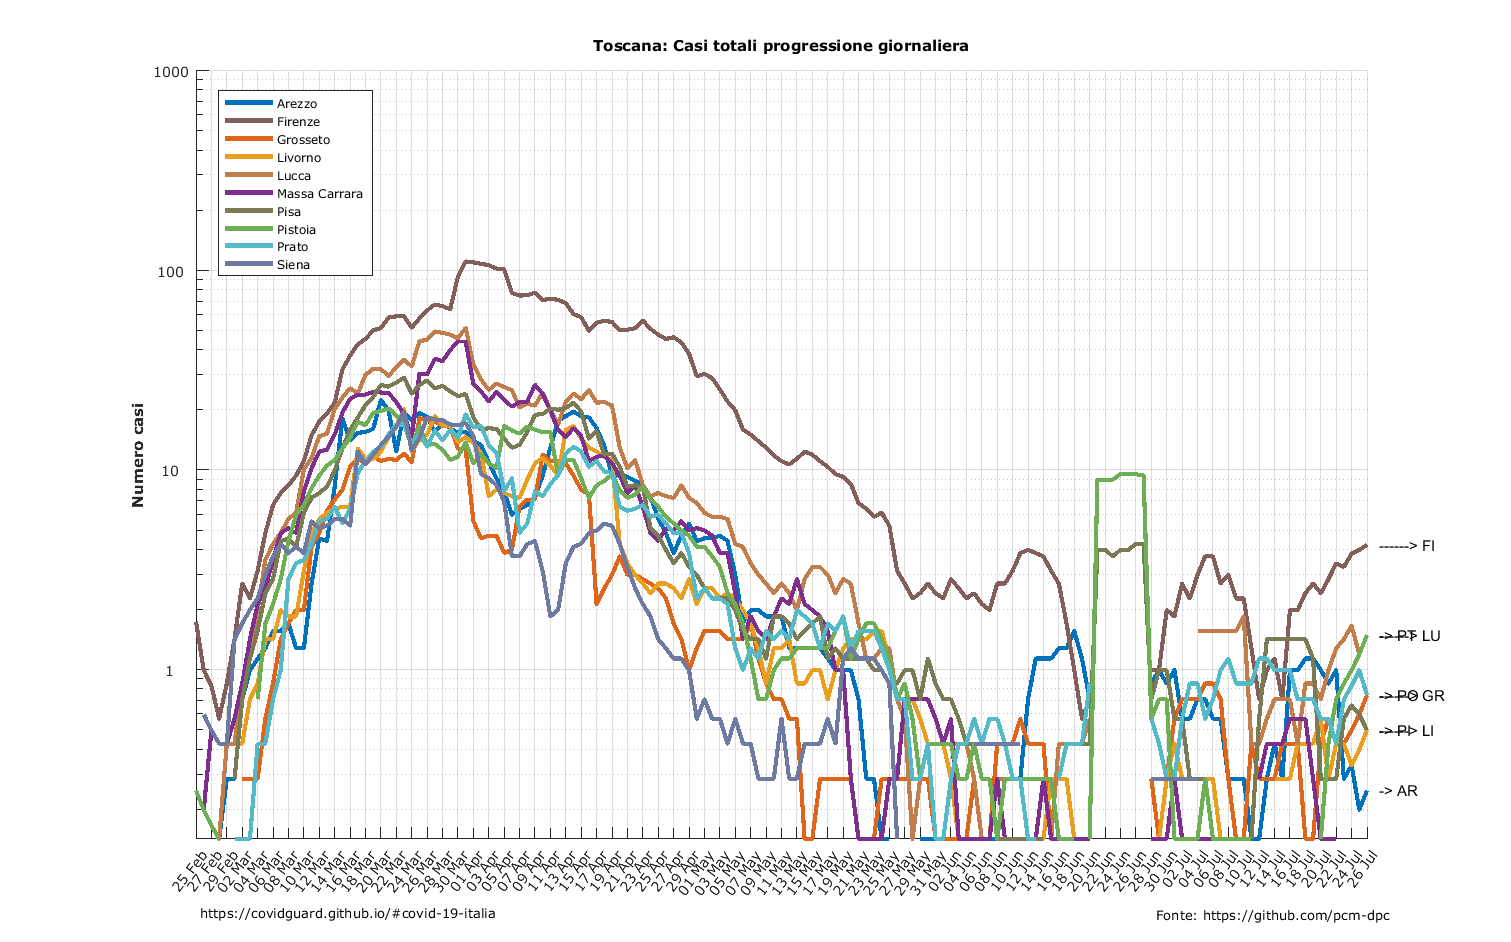 Toscana: Casi totali progressione giornaliera
1000
100
10
1
Numero casi
Arezzo
Firenze
Grosseto
Livorno
Lucca
Massa Carrara
Pisa
Pistoia
Prato
Siena
------> FI
-> PT
LU
-> PO
GR
-> PI
LI
-> AR
25 Feb
27 Feb
29 Feb
02 Mar
04 Mar
06 Mar
08 Mar
10 Mar
12 Mar
14 Mar
16 Mar
18 Mar
20 Mar
22 Mar
24 Mar
26 Mar
28 Mar
30 Mar
01 Apr
03 Apr
05 Apr
07 Apr
09 Apr
11 Apr
13 Apr
15 Apr
17 Apr
19 Apr
21 Apr
23 Apr
25 Apr
27 Apr
29 Apr
01 May
03 May
05 May
07 May
09 May
11 May
13 May
15 May
17 May
19 May
21 May
23 May
25 May
27 May
29 May
31 May
02 Jun
04 Jun
06 Jun
08 Jun
10 Jun
12 Jun
14 Jun
16 Jun
18 Jun
20 Jun
22 Jun
24 Jun
26 Jun
28 Jun
30 Jun
02 Jul
04 Jul
06 Jul
08 Jul
10 Jul
12 Jul
14 Jul
16 Jul
18 Jul
20 Jul
22 Jul
24 Jul
26 Jul
https://covidguard.github.io/#covid-19-italia
Fonte: https://github.com/pcm-dpc